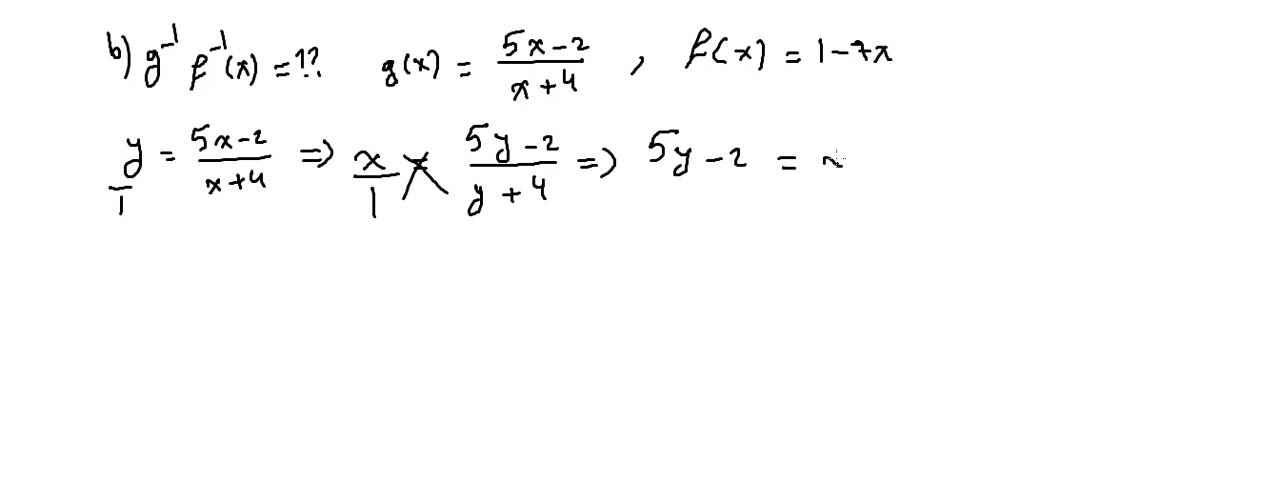 b) g⁻¹ f⁻¹(x) = ?? g(x) = (5x-2)/(x+4) , f(x) = 1-7x
y/1 = (5x-2)/(x+4) ⇒ x/1 = (5y-2)/(y+4) ⇒ 5y-2 =